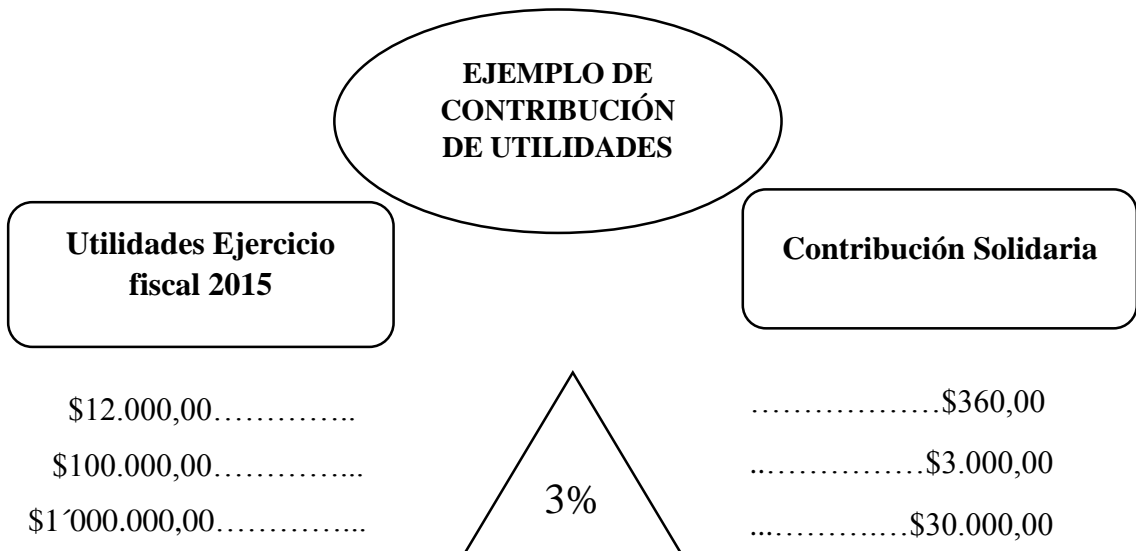 EJEMPLO DE
CONTRIBUCIÓN
DE UTILIDADES
Utilidades Ejercicio
fiscal 2015
Contribución Solidaria
$12.000,00…………..
………………$360,00
$100.000,00…………...
..……………$3.000,00
3%
$1´000.000,00…………...
...……….…$30.000,00